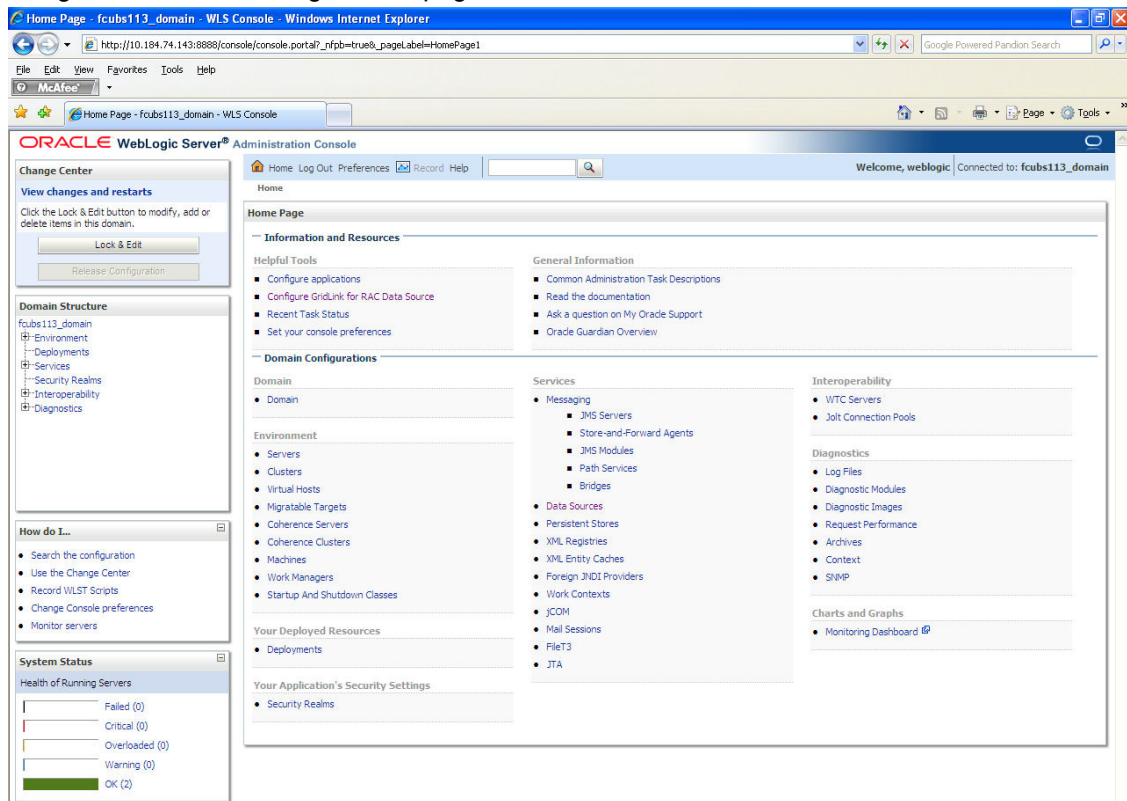 Home Page - fcubs113_domain - WLS Console - Windows Internet Explorer
http://10.184.74.143:8888/console/console.portal?_nfpb=true&_pageLabel=HomePage1
Google Powered Pandion Search
File Edit View Favorites Tools Help
McAfee
Home Page - fcubs113_domain - WLS Console
Page Tools
ORACLE WebLogic Server® Administration Console
Change Center
View changes and restarts
Click the Lock & Edit button to modify, add or
delete items in this domain.
Lock & Edit
Release Configuration
Domain Structure
fcubs113_domain
Environment
Deployments
Services
Security Realms
Interoperability
Diagnostics
How do I...
Search the configuration
Use the Change Center
Record WLST Scripts
Change Console preferences
Monitor servers
System Status
Health of Running Servers
Failed (0)
Critical (0)
Overloaded (0)
Warning (0)
OK (2)
Home Log Out Preferences Record Help
Welcome, weblogic Connected to: fcubs113_domain
Home
Home Page
Information and Resources
Helpful Tools
Configure applications
Configure GridLink for RAC Data Source
Recent Task Status
Set your console preferences
General Information
Common Administration Task Descriptions
Read the documentation
Ask a question on My Oracle Support
Oracle Guardian Overview
Domain Configurations
Domain
Domain
Environment
Servers
Clusters
Virtual Hosts
Migratable Targets
Coherence Servers
Coherence Clusters
Machines
Work Managers
Startup And Shutdown Classes
Your Deployed Resources
Deployments
Your Application's Security Settings
Security Realms
Services
Messaging
JMS Servers
Store-and-Forward Agents
JMS Modules
Path Services
Bridges
Data Sources
Persistent Stores
XML Registries
XML Entity Caches
Foreign JNDI Providers
Work Contexts
jCOM
Mail Sessions
FileT3
JTA
Interoperability
WTC Servers
Jolt Connection Pools
Diagnostics
Log Files
Diagnostic Modules
Diagnostic Images
Request Performance
Archives
Context
SNMP
Charts and Graphs
Monitoring Dashboard